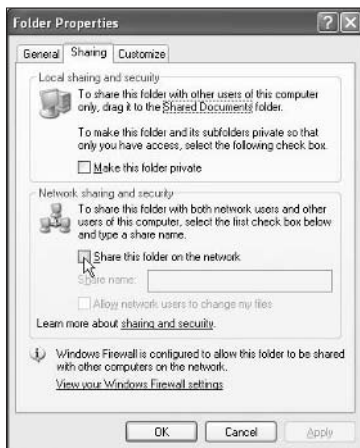 Folder Properties
General Sharing Customize
Local sharing and security
To share this folder with other users of this computer
only, drag it to the Shared Documents folder.
To make this folder and its subfolders private so that
only you have access, select the following check box.
Make this folder private
Network sharing and security
To share this folder with both network users and other
users of this computer, select the first check box below
and type a share name.
Share this folder on the network
Share name:
Allow network users to change my files
Learn more about sharing and security.
Windows Firewall is configured to allow this folder to be shared
with other computers on the network.
View your Windows Firewall settings
OK Cancel Apply